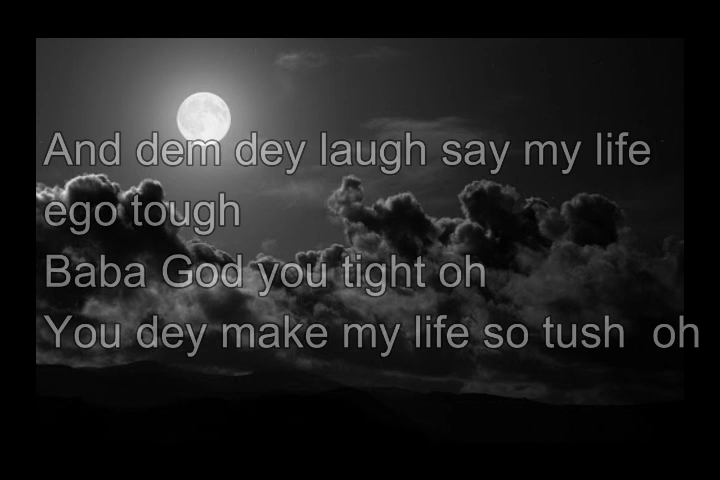 And dem dey laugh say my life
ego tough
Baba God you tight oh
You dey make my life so tush  oh